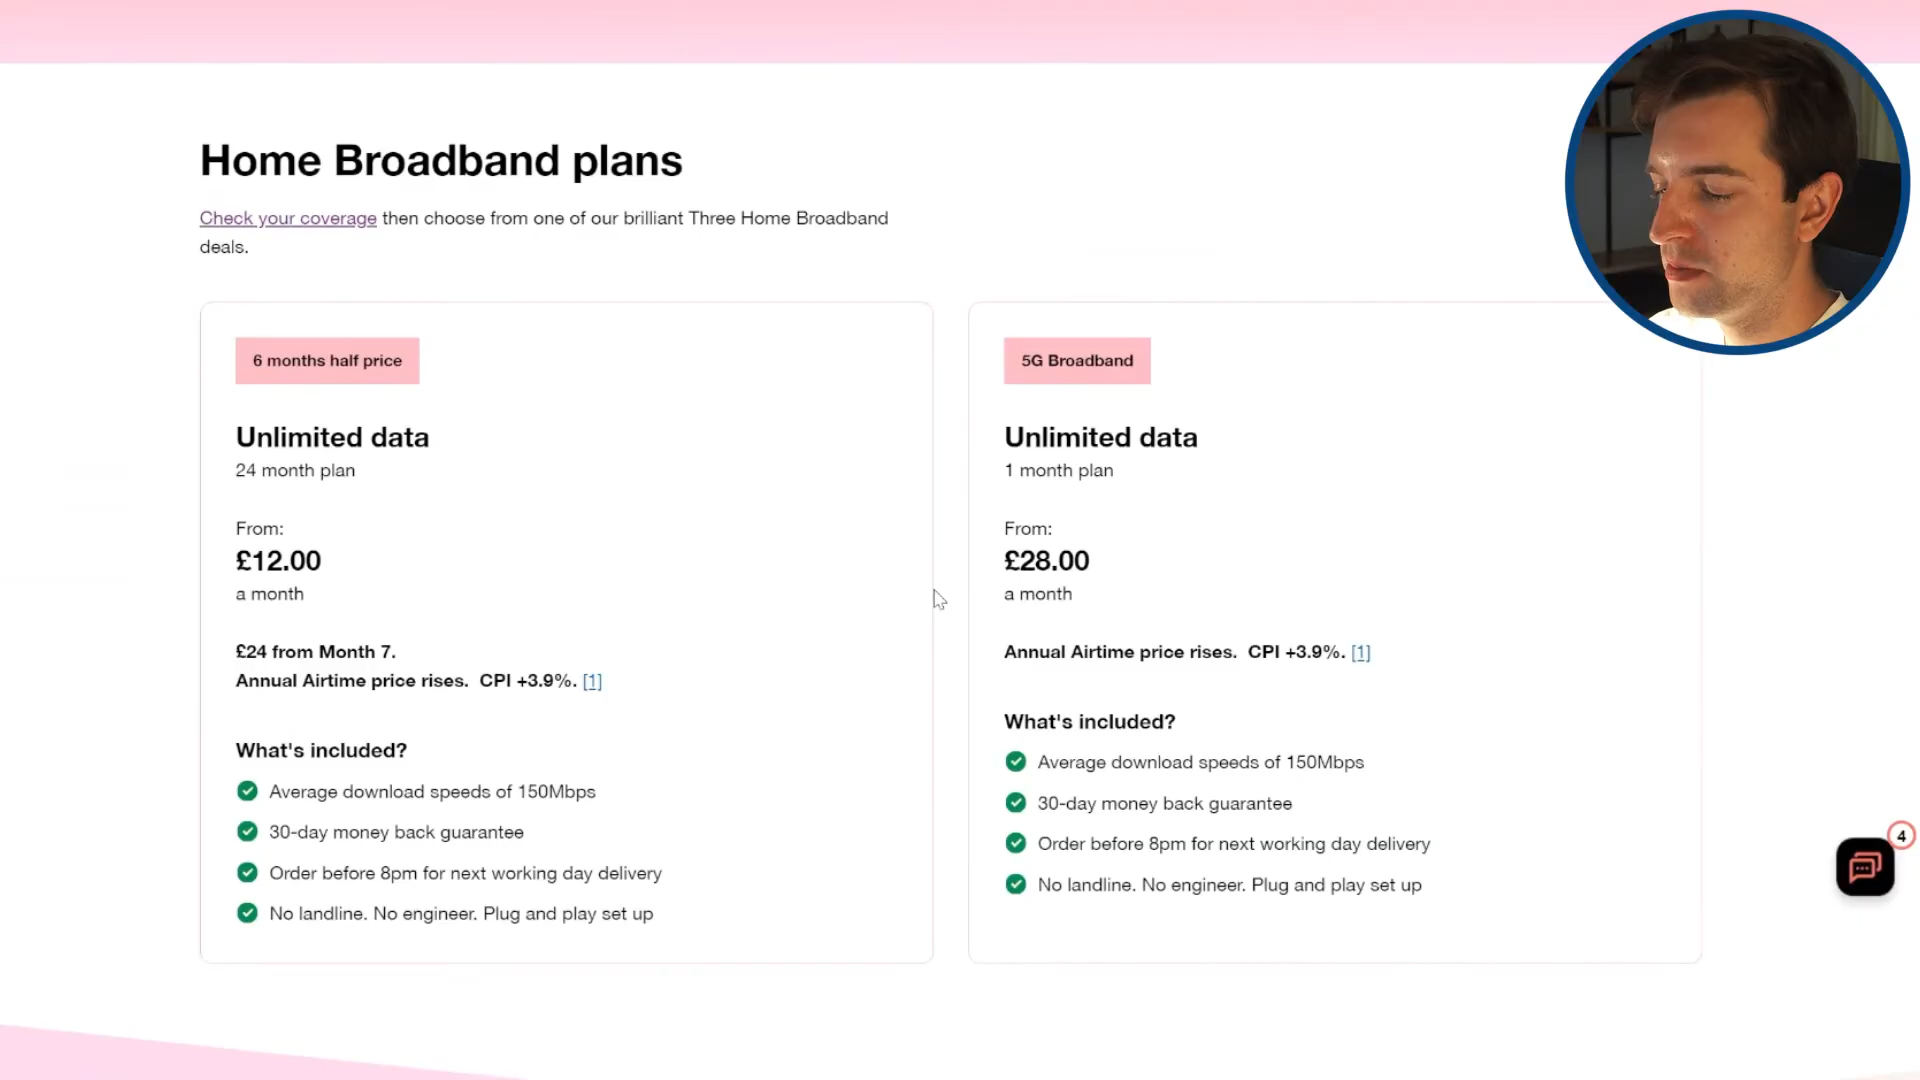 Home Broadband plans
Check your coverage then choose from one of our brilliant Three Home Broadband
deals.
6 months half price
Unlimited data
24 month plan
From:
£12.00
a month
£24 from Month 7.
Annual Airtime price rises. CPI +3.9%. [1]
What's included?
Average download speeds of 150Mbps
30-day money back guarantee
Order before 8pm for next working day delivery
No landline. No engineer. Plug and play set up
5G Broadband
Unlimited data
1 month plan
From:
£28.00
a month
Annual Airtime price rises. CPI +3.9%. [1]
What's included?
Average download speeds of 150Mbps
30-day money back guarantee
Order before 8pm for next working day delivery
No landline. No engineer. Plug and play set up
4